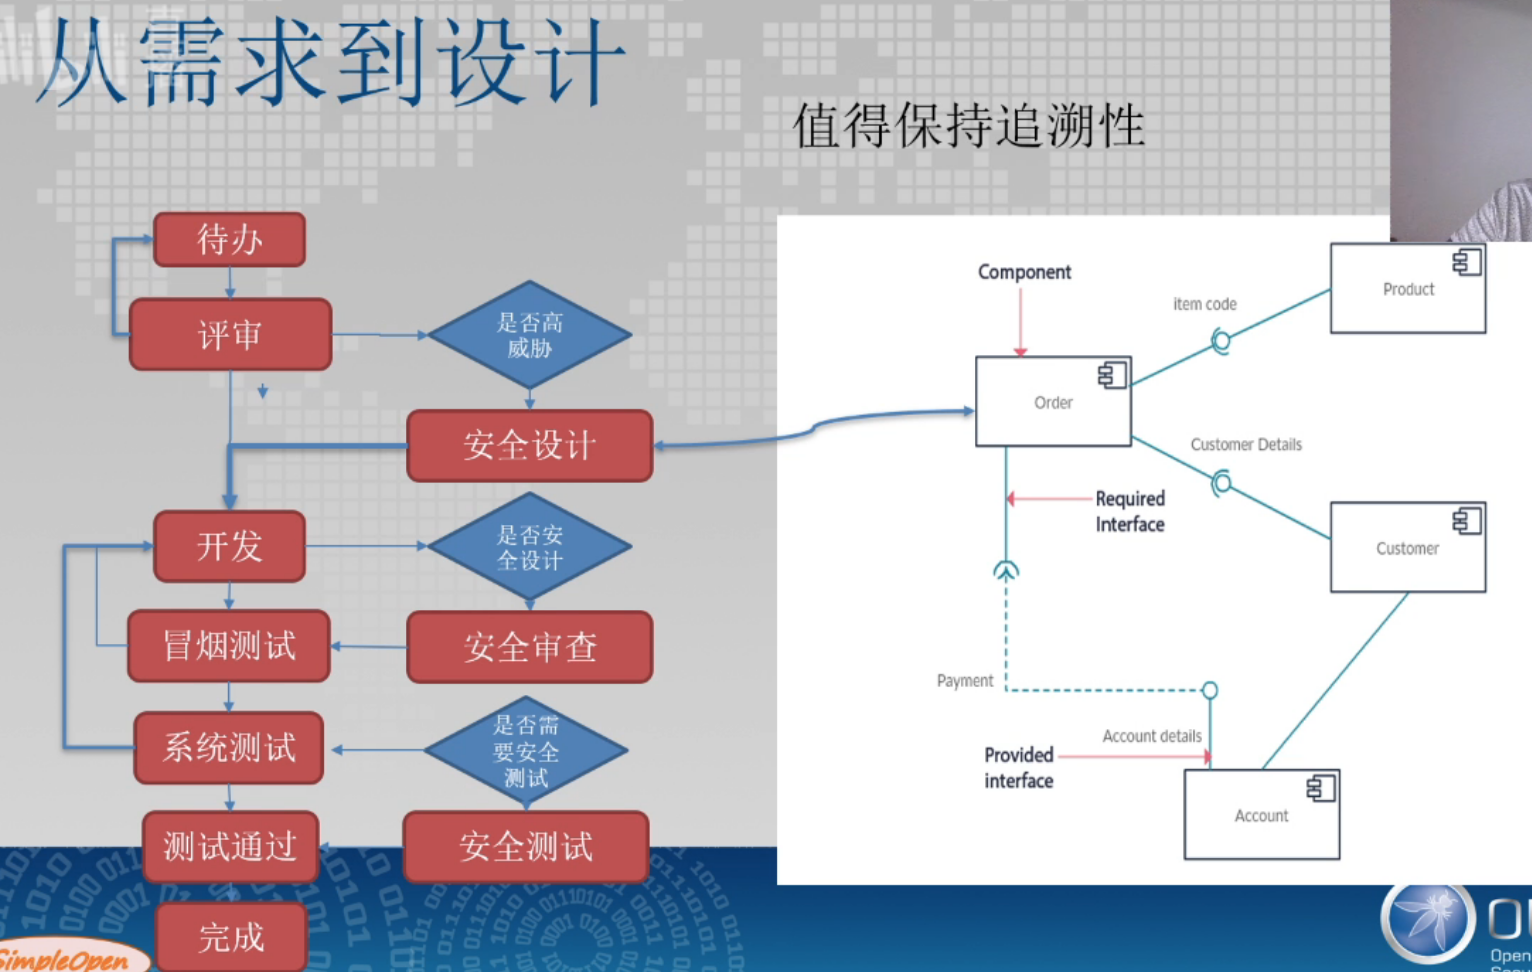 从需求到设计
值得保持追溯性
待办
评审
是否高
威胁
安全设计
开发
是否安
全设计
冒烟测试
安全审查
系统测试
是否需
要安全
测试
测试通过
安全测试
完成
SimpleOpen
Component
item code
Product
Order
Customer Details
Required
Interface
Customer
Payment
Account details
Provided
interface
Account
Open